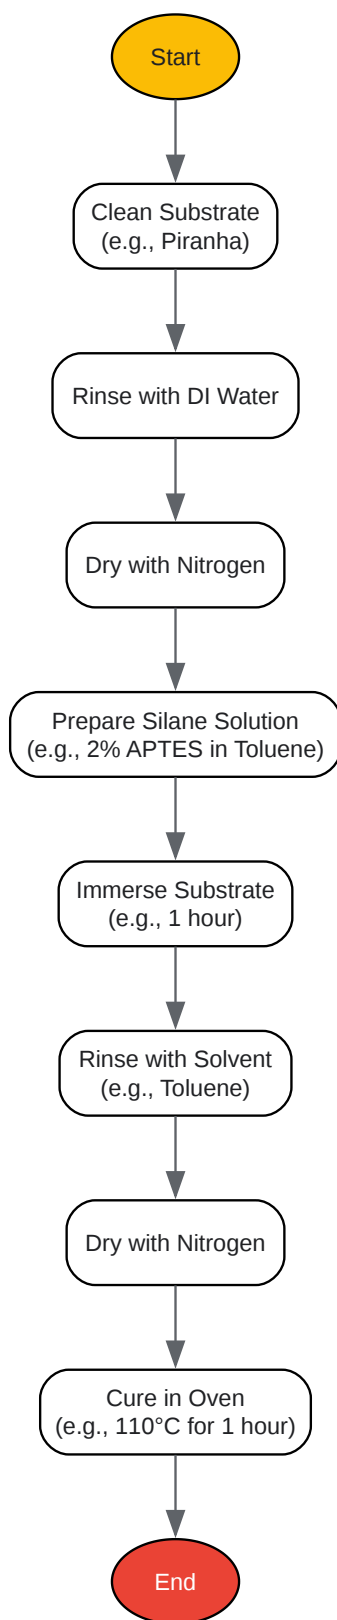 Start
Clean Substrate
(e.g., Piranha)
Rinse with DI Water
Dry with Nitrogen
Prepare Silane Solution
(e.g., 2% APTES in Toluene)
Immerse Substrate
(e.g., 1 hour)
Rinse with Solvent
(e.g., Toluene)
Dry with Nitrogen
Cure in Oven
(e.g., 110°C for 1 hour)
End